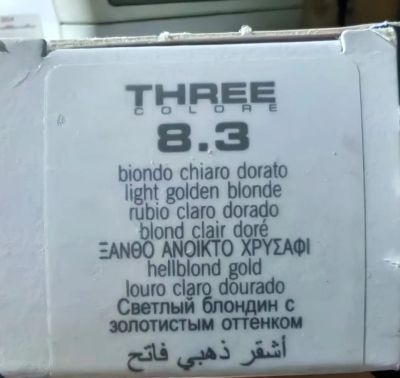 THREE
COLORE
8.3
biondo chiaro dorato
light golden blonde
rubio claro dorado
blond clair doré
ΞΑΝΘΟ ΑΝΟΙΚΤΟ ΧΡΥΣΑΦΙ
hellblond gold
louro claro dourado
Светлый блондин с
золотистым оттенком
أشقر ذهبي فاتح